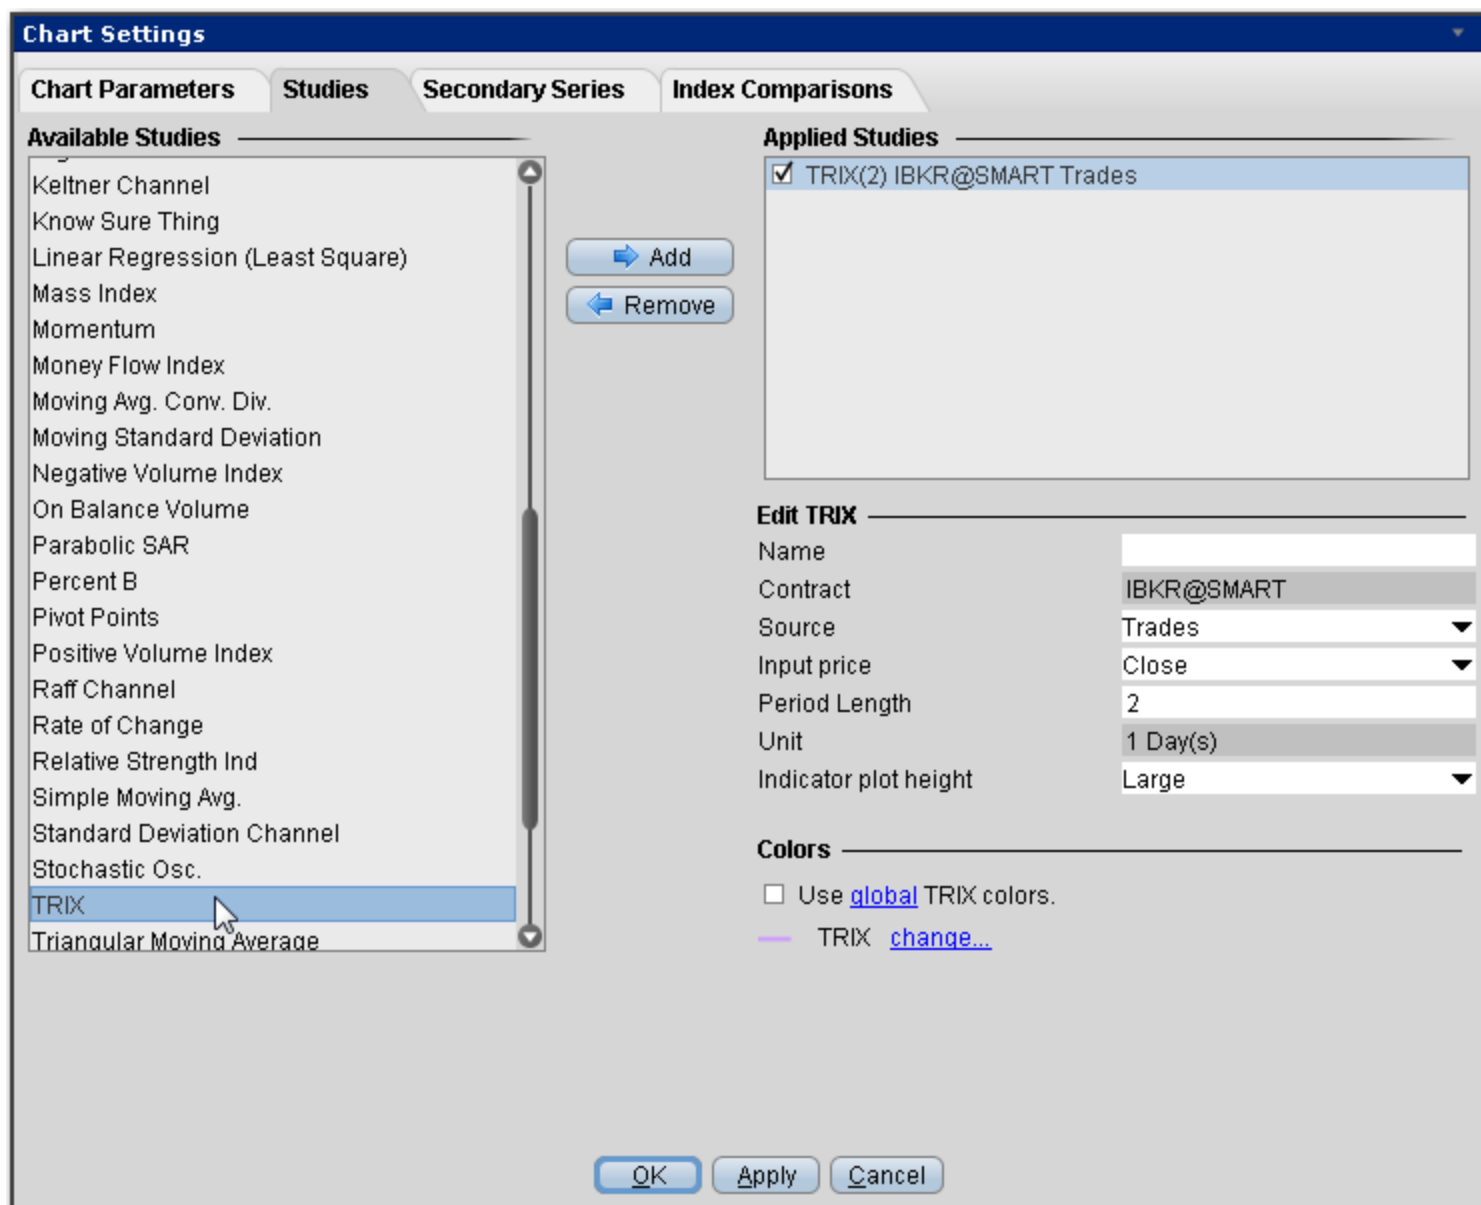 Chart Settings
Chart Parameters
Studies
Secondary Series
Index Comparisons
Available Studies
Keltner Channel
Know Sure Thing
Linear Regression (Least Square)
Mass Index
Momentum
Money Flow Index
Moving Avg. Conv. Div.
Moving Standard Deviation
Negative Volume Index
On Balance Volume
Parabolic SAR
Percent B
Pivot Points
Positive Volume Index
Raff Channel
Rate of Change
Relative Strength Ind
Simple Moving Avg.
Standard Deviation Channel
Stochastic Osc.
TRIX
Triangular Moving Average
Add
Remove
Applied Studies
TRIX(2) IBKR@SMART Trades
Edit TRIX
Name
Contract IBKR@SMART
Source Trades
Input price Close
Period Length 2
Unit 1 Day(s)
Indicator plot height Large
Colors
Use global TRIX colors.
TRIX change...
OK
Apply
Cancel